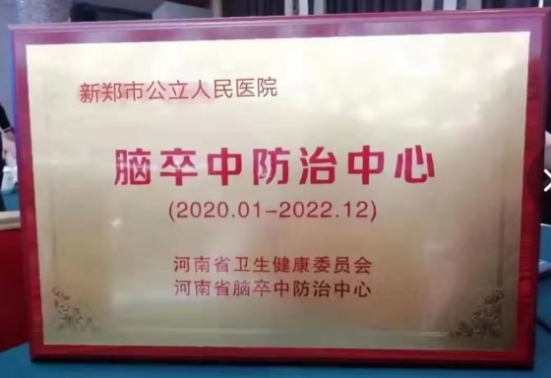 新郑市公立人民医院
脑卒中防治中心
(2020.01-2022.12)
河南省卫生健康委员会
河南省脑卒中防治中心